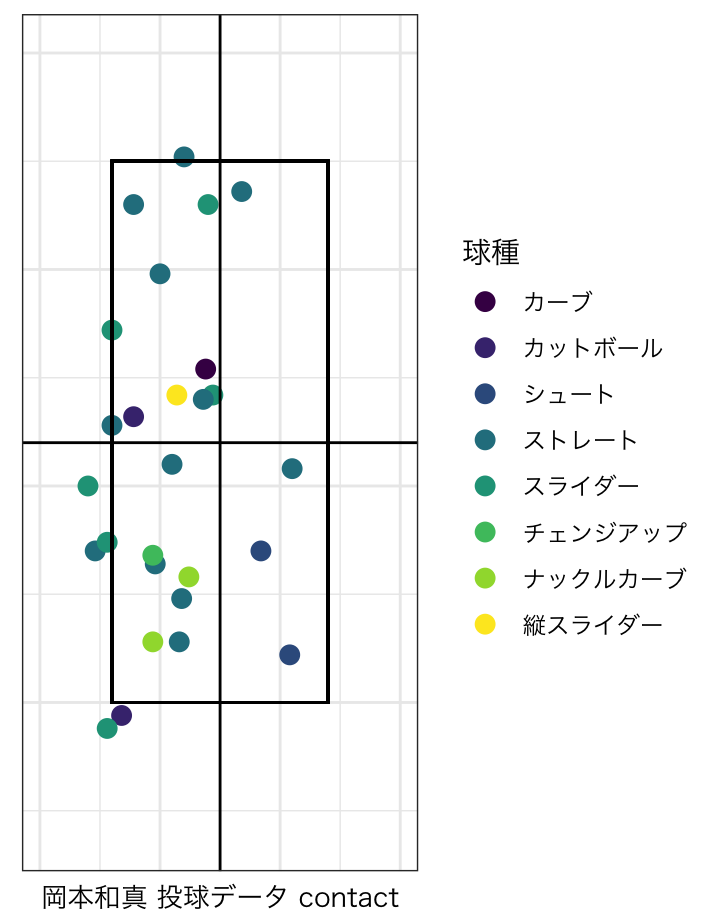 球種
カーブ
カットボール
シュート
ストレート
スライダー
チェンジアップ
ナックルカーブ
縦スライダー
岡本和真 投球データ contact